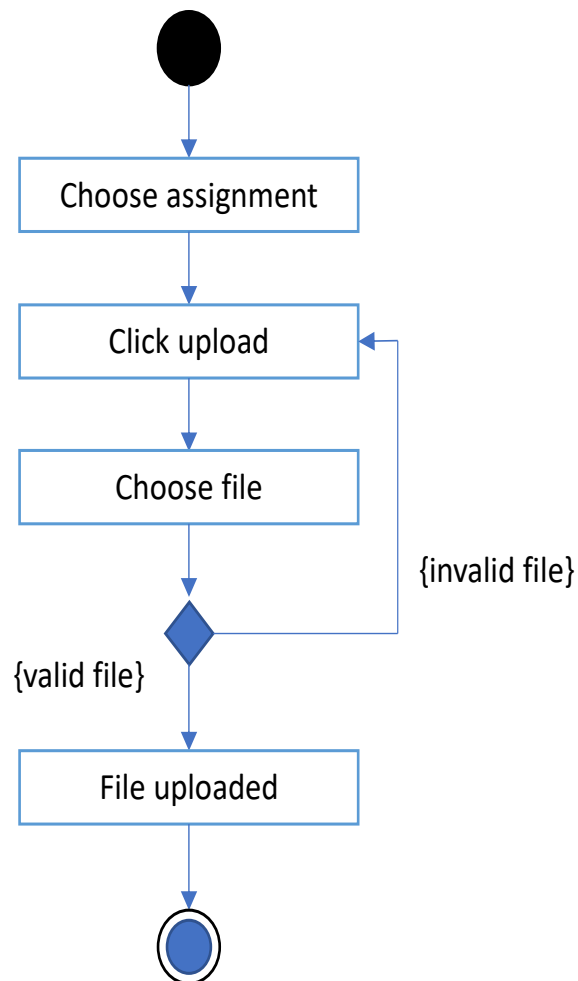 Choose assignment
Click upload
Choose file
{invalid file}
{valid file}
File uploaded